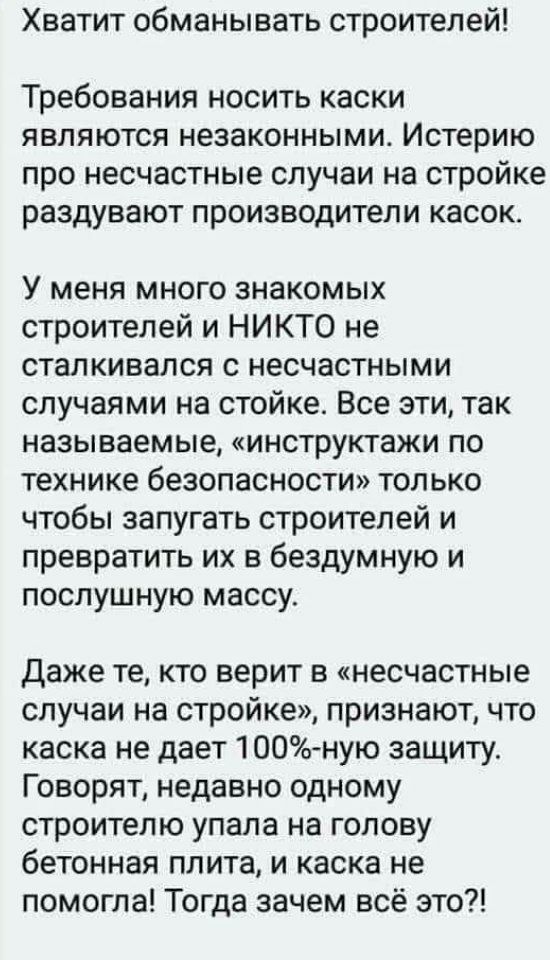 Хватит обманывать строителей!
Требования носить каски
являются незаконными. Истерию
про несчастные случаи на стройке
раздувают производители касок.
У меня много знакомых
строителей и НИКТО не
сталкивался с несчастными
случаями на стойке. Все эти, так
называемые, «инструктажи по
технике безопасности» только
чтобы запугать строителей и
превратить их в бездумную и
послушную массу.
Даже те, кто верит в «несчастные
случаи на стройке», признают, что
каска не дает 100%-ную защиту.
Говорят, недавно одному
строителю упала на голову
бетонная плита, и каска не
помогла! Тогда зачем всё это?!